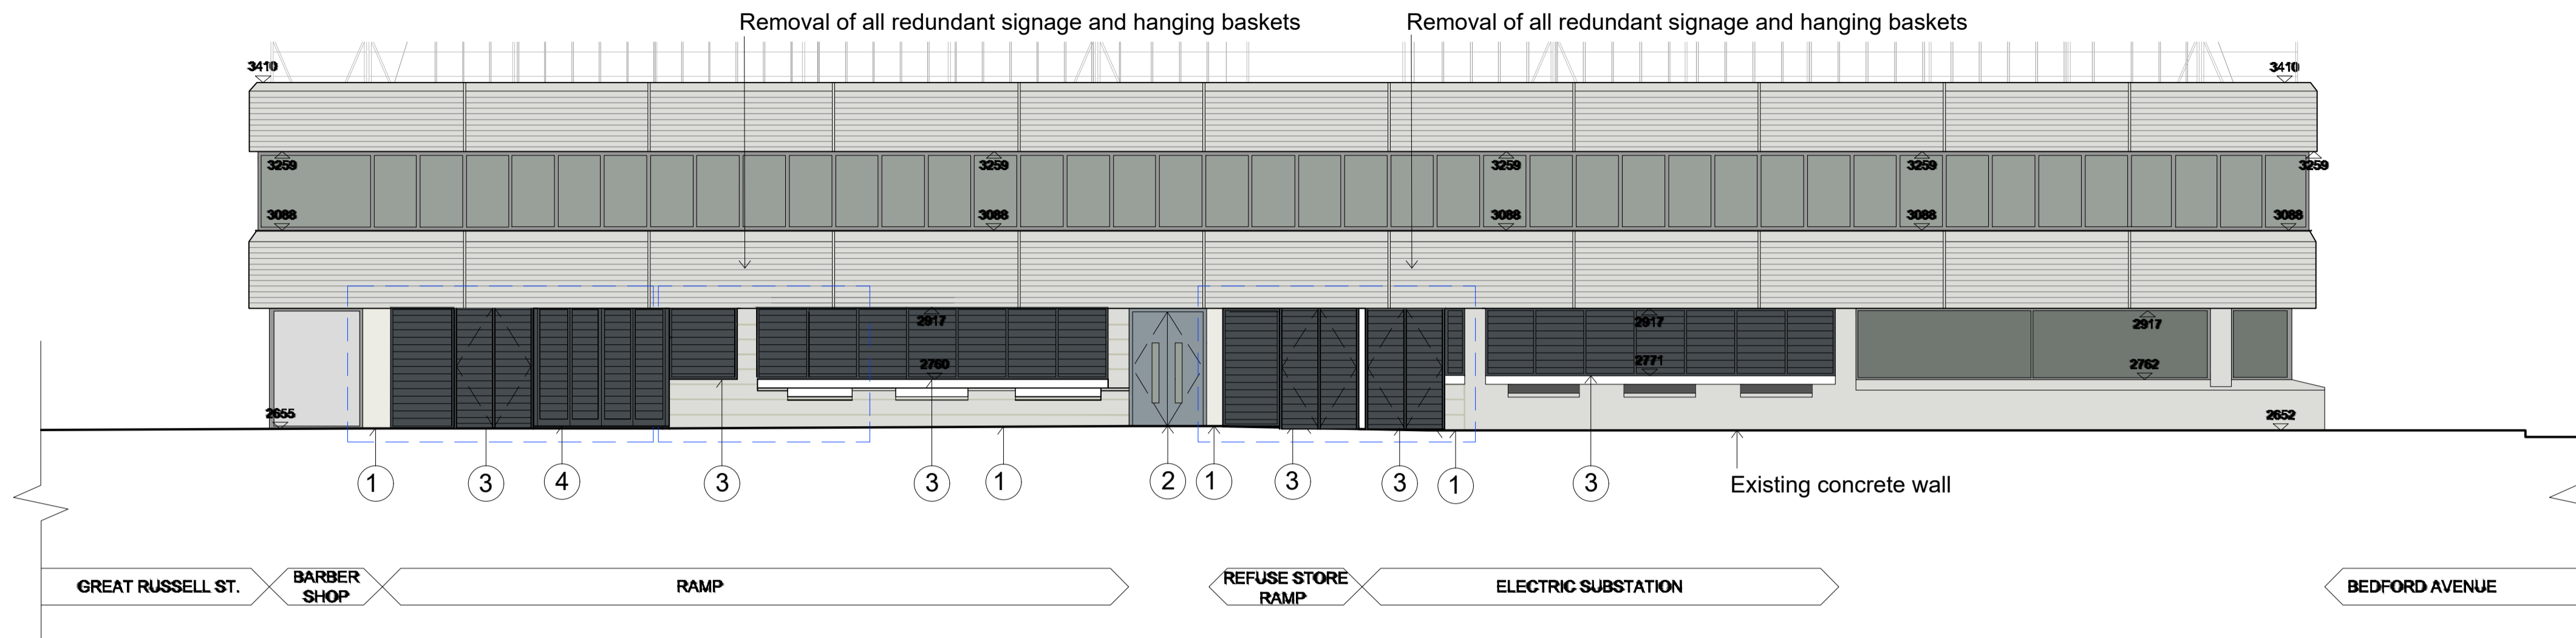 Removal of all redundant signage and hanging baskets
Removal of all redundant signage and hanging baskets
3410
3410
3259
3259
3259
3259
3259
3088
3088
3088
3088
3088
2917
2917
2917
2760
2771
2762
2655
2652
1
3
4
3
3
1
2
1
3
3
1
3
Existing concrete wall
GREAT RUSSELL ST.
BARBER
SHOP
RAMP
REFUSE STORE
RAMP
ELECTRIC SUBSTATION
BEDFORD AVENUE